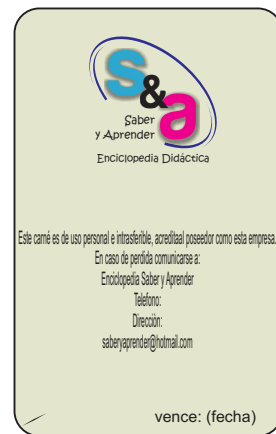 s&a
Saber
y Aprender
Enciclopedia Didáctica
Este carné es de uso personal e intrasferible, acreditaal poseedor como esta empresa.
En caso de perdida comunicarse a:
Enciclopedia Saber y Aprender
Telefono:
Direcciòn:
saberyaprender@hotmail.com
vence: (fecha)